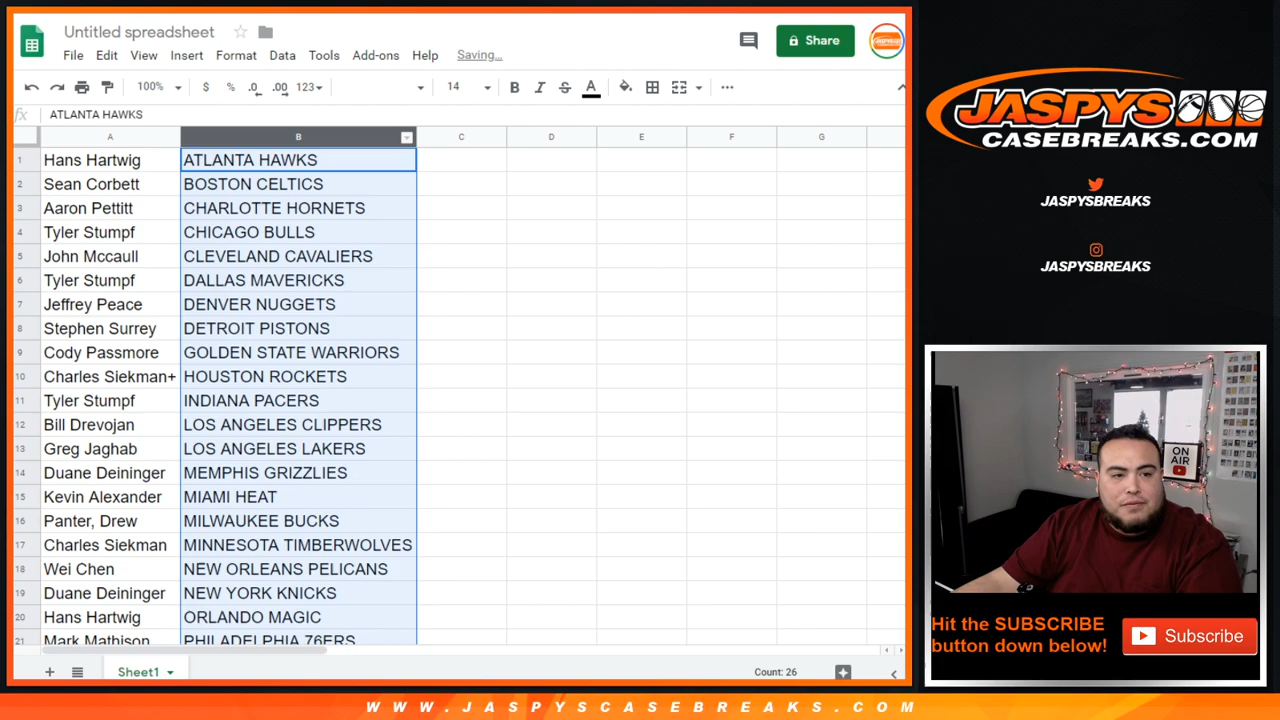 Untitled spreadsheet
File Edit View Insert Format Data Tools Add-ons Help Saving...
Share
100% $ % .0 .00 123 14 B I S A
fx ATLANTA HAWKS
A B C D E F G
1 Hans Hartwig ATLANTA HAWKS
2 Sean Corbett BOSTON CELTICS
3 Aaron Pettitt CHARLOTTE HORNETS
4 Tyler Stumpf CHICAGO BULLS
5 John Mccaull CLEVELAND CAVALIERS
6 Tyler Stumpf DALLAS MAVERICKS
7 Jeffrey Peace DENVER NUGGETS
8 Stephen Surrey DETROIT PISTONS
9 Cody Passmore GOLDEN STATE WARRIORS
10 Charles Siekman+ HOUSTON ROCKETS
11 Tyler Stumpf INDIANA PACERS
12 Bill Drevojan LOS ANGELES CLIPPERS
13 Greg Jaghab LOS ANGELES LAKERS
14 Duane Deininger MEMPHIS GRIZZLIES
15 Kevin Alexander MIAMI HEAT
16 Panter, Drew MILWAUKEE BUCKS
17 Charles Siekman MINNESOTA TIMBERWOLVES
18 Wei Chen NEW ORLEANS PELICANS
19 Duane Deininger NEW YORK KNICKS
20 Hans Hartwig ORLANDO MAGIC
21 Mark Mathison PHILADELPHIA 76ERS
Sheet1
Count: 26
JASPYS
CASEBREAKS.COM
JASPYSBREAKS
JASPYSBREAKS
ON
AIR
Hit the SUBSCRIBE
button down below!
Subscribe
WWW.JASPYSCASEBREAKS.COM